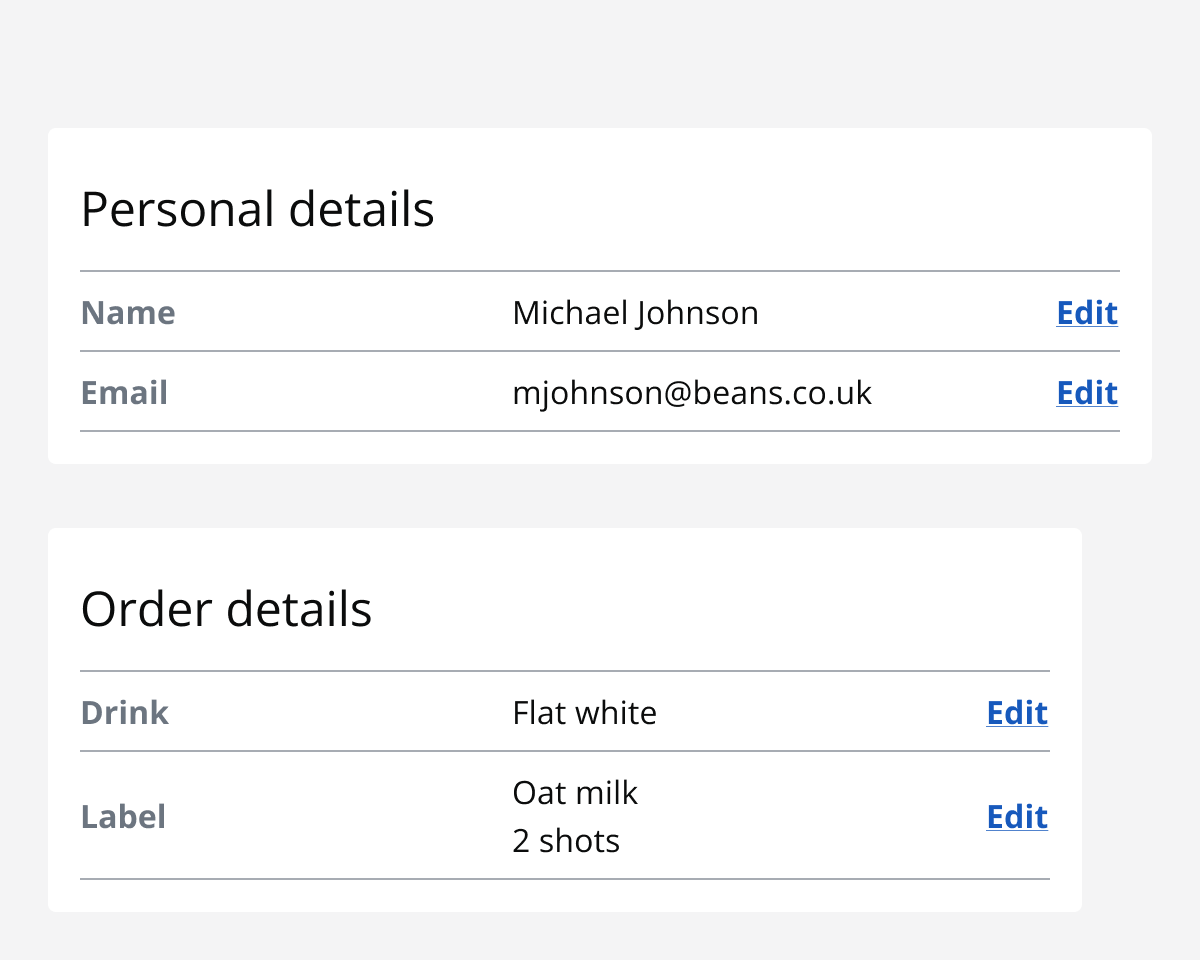 Personal details
Name Michael Johnson Edit
Email mjohnson@beans.co.uk Edit
Order details
Drink Flat white Edit
Label Oat milk Edit
2 shots